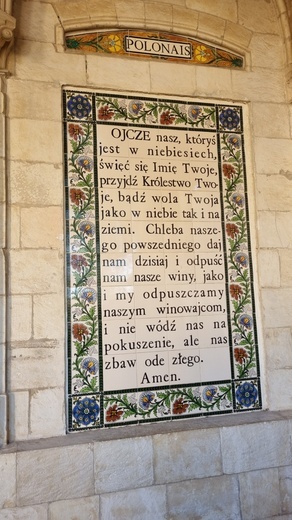 POLONAIS
OJCZE nasz, któryś
jest w niebiesiech,
święć się Imię Twoje,
przyjdź Królestwo Two-
je, bądź wola Twoja
jako w niebie tak i na
ziemi. Chleba nasze-
go powszedniego daj
nam dzisiaj i odpuść
nam nasze winy, jako
i my odpuszczamy
naszym winowajcom,
i nie wódź nas na
pokuszenie, ale nas
zbaw ode złego.
Amen.